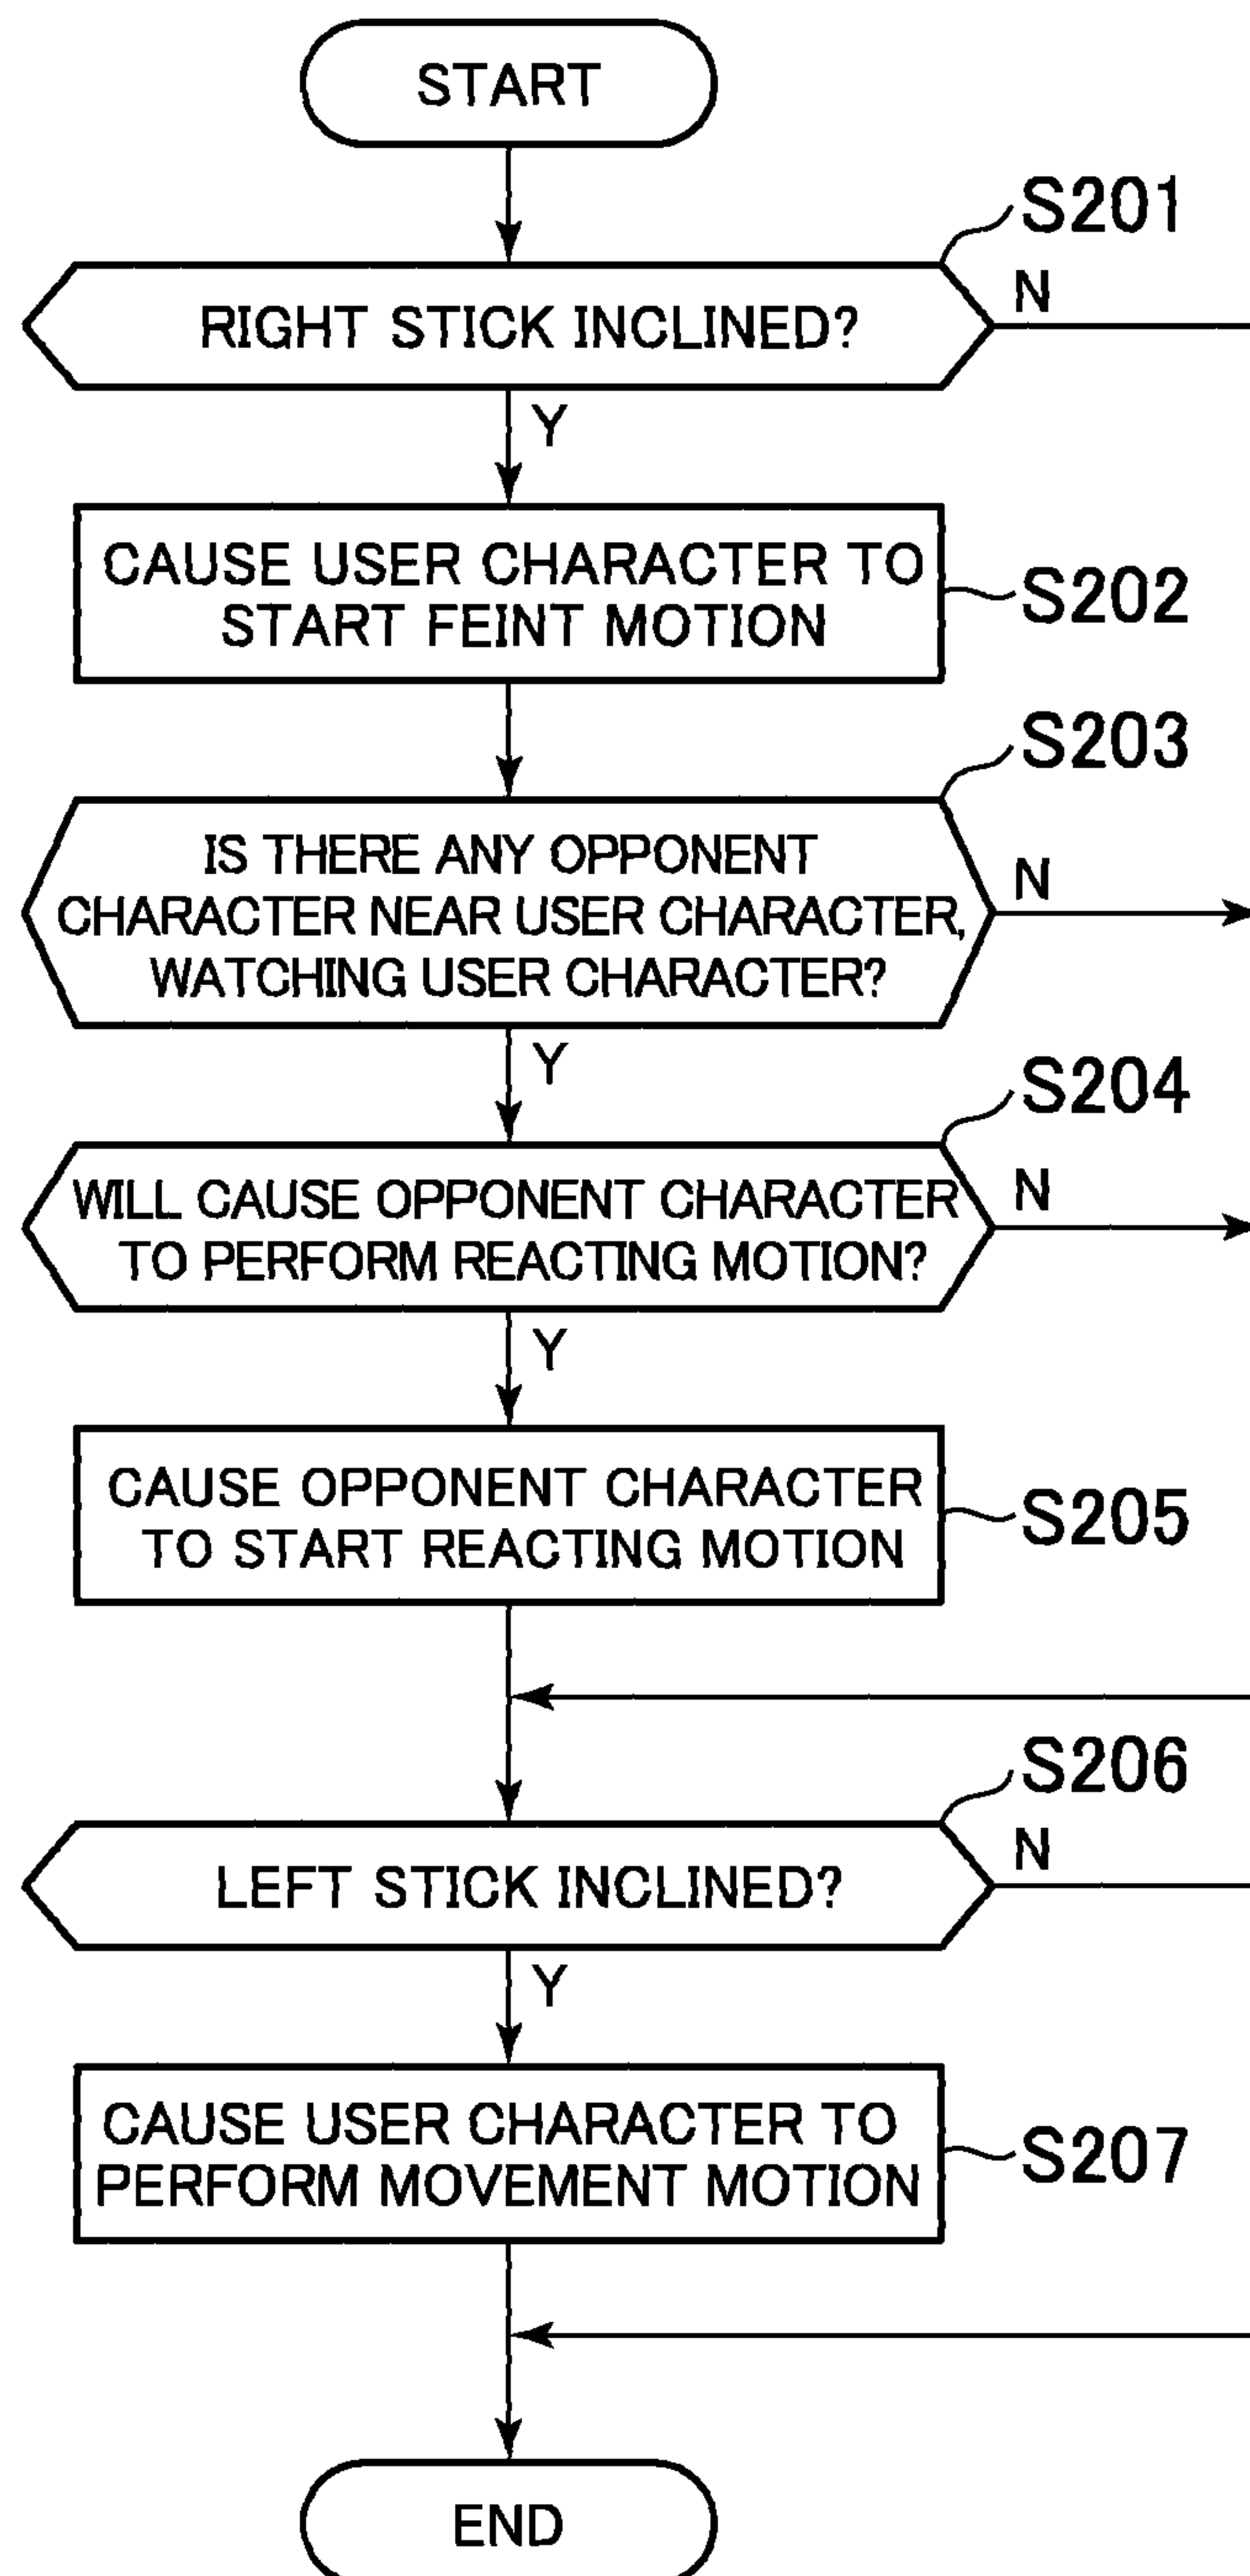 START
S201
RIGHT STICK INCLINED?
N
Y
CAUSE USER CHARACTER TO
START FEINT MOTION
S202
S203
IS THERE ANY OPPONENT
CHARACTER NEAR USER CHARACTER,
WATCHING USER CHARACTER?
N
Y
S204
WILL CAUSE OPPONENT CHARACTER
TO PERFORM REACTING MOTION?
N
Y
CAUSE OPPONENT CHARACTER
TO START REACTING MOTION
S205
S206
LEFT STICK INCLINED?
N
Y
CAUSE USER CHARACTER TO
PERFORM MOVEMENT MOTION
S207
END